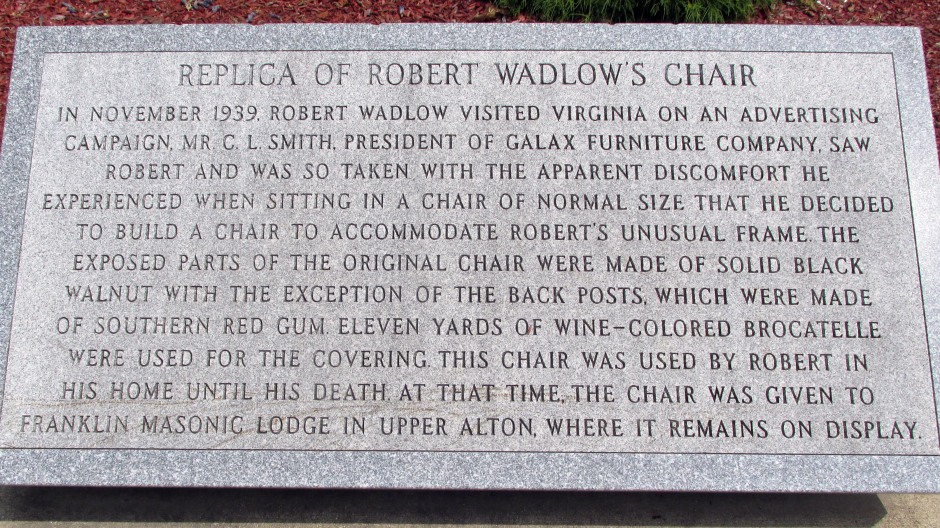 REPLICA OF ROBERT WADLOW'S CHAIR
IN NOVEMBER 1939, ROBERT WADLOW VISITED VIRGINIA ON AN ADVERTISING
CAMPAIGN, MR. C. L. SMITH, PRESIDENT OF GALAX FURNITURE COMPANY, SAW
ROBERT AND WAS SO TAKEN WITH THE APPARENT DISCOMFORT HE
EXPERIENCED WHEN SITTING IN A CHAIR OF NORMAL SIZE THAT HE DECIDED
TO BUILD A CHAIR TO ACCOMMODATE ROBERT'S UNUSUAL FRAME. THE
EXPOSED PARTS OF THE ORIGINAL CHAIR WERE MADE OF SOLID BLACK
WALNUT WITH THE EXCEPTION OF THE BACK POSTS, WHICH WERE MADE
OF SOUTHERN RED GUM. ELEVEN YARDS OF WINE-COLORED BROCATELLE
WERE USED FOR THE COVERING. THIS CHAIR WAS USED BY ROBERT IN
HIS HOME UNTIL HIS DEATH. AT THAT TIME, THE CHAIR WAS GIVEN TO
FRANKLIN MASONIC LODGE IN UPPER ALTON, WHERE IT REMAINS ON DISPLAY.